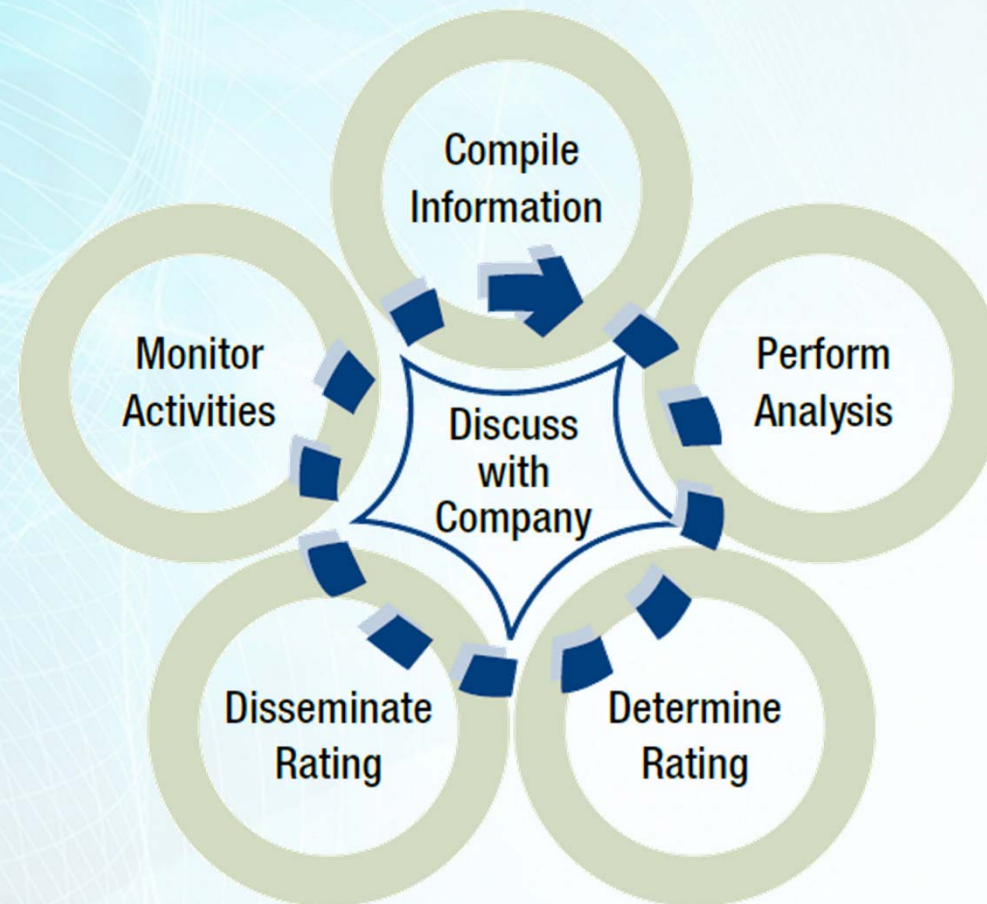 Compile
Information
Perform
Analysis
Determine
Rating
Disseminate
Rating
Monitor
Activities
Discuss
with
Company